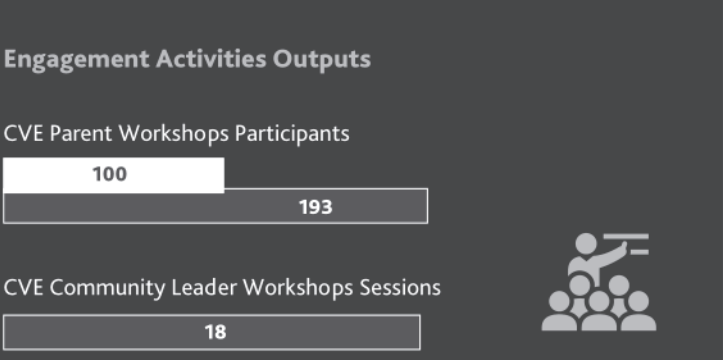 Engagement Activities Outputs
CVE Parent Workshops Participants
100
193
CVE Community Leader Workshops Sessions
18